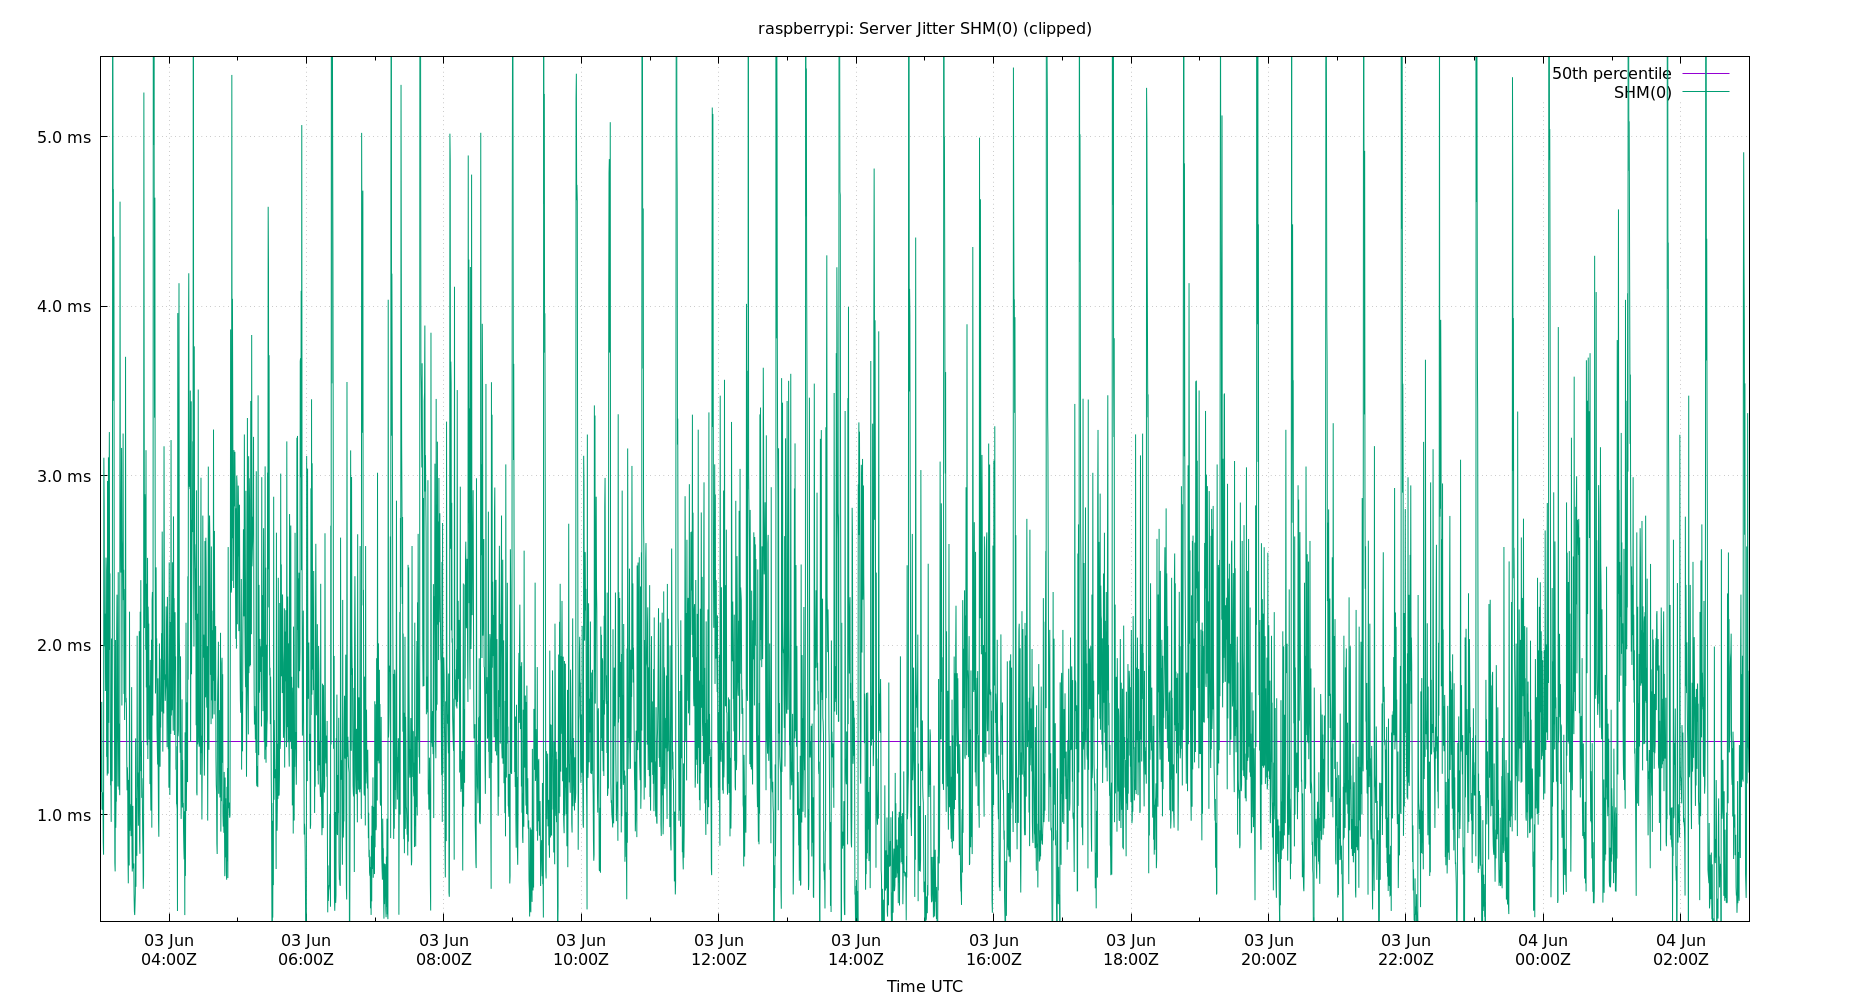 raspberrypi: Server Jitter SHM(0) (clipped)
50th percentile
SHM(0)
5.0 ms
4.0 ms
3.0 ms
2.0 ms
1.0 ms
03 Jun 03 Jun 03 Jun 03 Jun 03 Jun 03 Jun 03 Jun 03 Jun 03 Jun 03 Jun 04 Jun 04 Jun
04:00Z 06:00Z 08:00Z 10:00Z 12:00Z 14:00Z 16:00Z 18:00Z 20:00Z 22:00Z 00:00Z 02:00Z
Time UTC